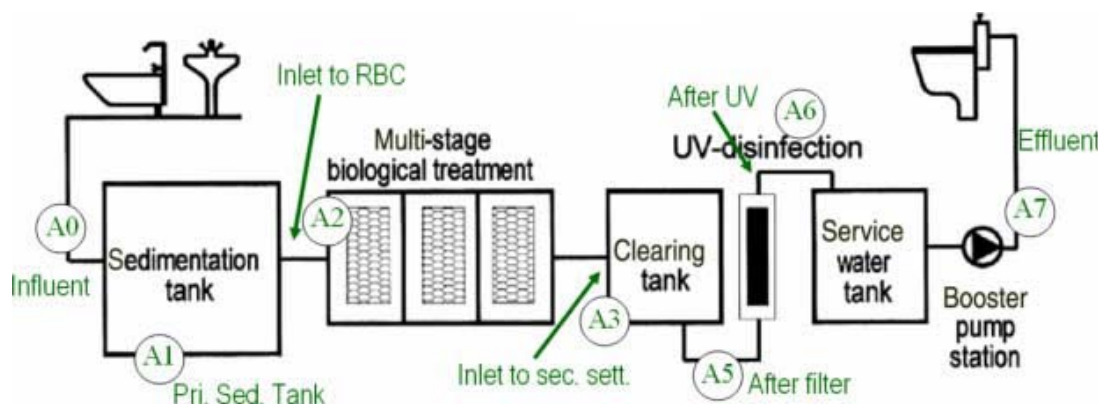 Inlet to RBC
After UV
A6
Multi-stage
biological treatment
UV-disinfection
Effluent
A0
A2
A7
Sedimentation
tank
Clearing
tank
Service
water
tank
Influent
A3
Booster
pump
station
A1
Inlet to sec. sett.
A5
After filter
Pri. Sed. Tank